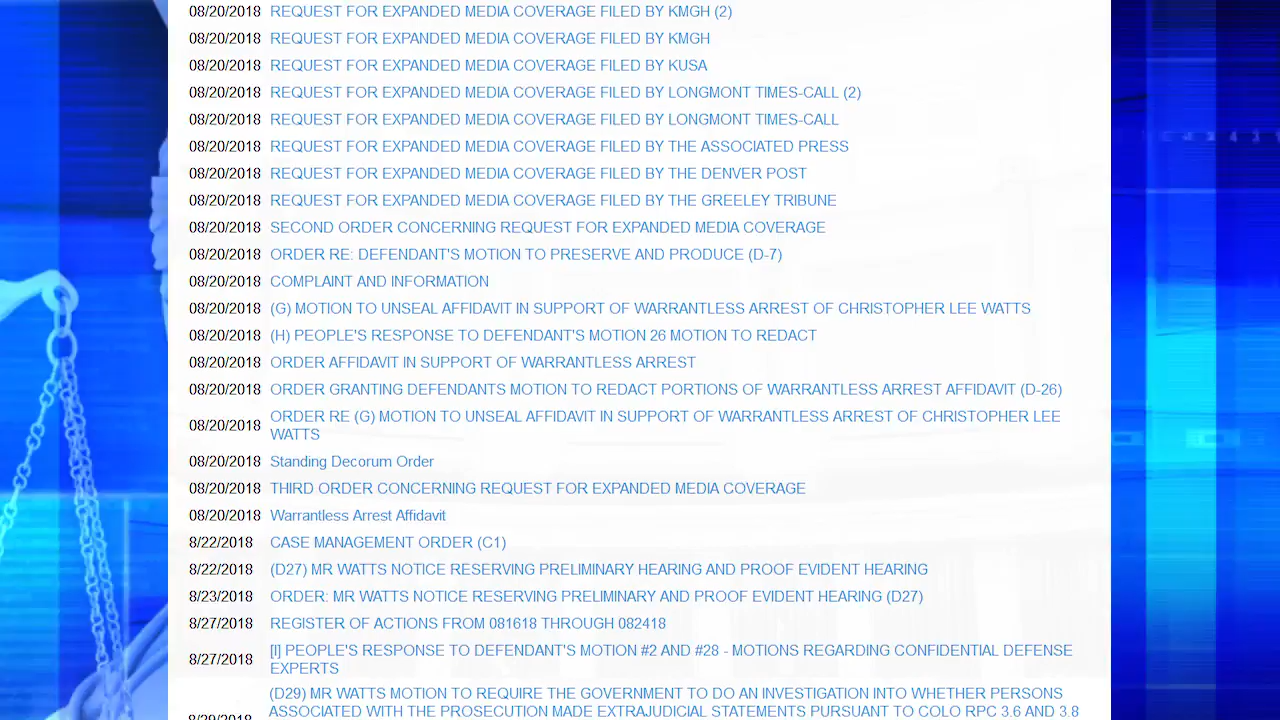 08/20/2018 REQUEST FOR EXPANDED MEDIA COVERAGE FILED BY KMGH (2)
08/20/2018 REQUEST FOR EXPANDED MEDIA COVERAGE FILED BY KMGH
08/20/2018 REQUEST FOR EXPANDED MEDIA COVERAGE FILED BY KUSA
08/20/2018 REQUEST FOR EXPANDED MEDIA COVERAGE FILED BY LONGMONT TIMES-CALL (2)
08/20/2018 REQUEST FOR EXPANDED MEDIA COVERAGE FILED BY LONGMONT TIMES-CALL
08/20/2018 REQUEST FOR EXPANDED MEDIA COVERAGE FILED BY THE ASSOCIATED PRESS
08/20/2018 REQUEST FOR EXPANDED MEDIA COVERAGE FILED BY THE DENVER POST
08/20/2018 REQUEST FOR EXPANDED MEDIA COVERAGE FILED BY THE GREELEY TRIBUNE
08/20/2018 SECOND ORDER CONCERNING REQUEST FOR EXPANDED MEDIA COVERAGE
08/20/2018 ORDER RE: DEFENDANT'S MOTION TO PRESERVE AND PRODUCE (D-7)
08/20/2018 COMPLAINT AND INFORMATION
08/20/2018 (G) MOTION TO UNSEAL AFFIDAVIT IN SUPPORT OF WARRANTLESS ARREST OF CHRISTOPHER LEE WATTS
08/20/2018 (H) PEOPLE'S RESPONSE TO DEFENDANT'S MOTION 26 MOTION TO REDACT
08/20/2018 ORDER AFFIDAVIT IN SUPPORT OF WARRANTLESS ARREST
08/20/2018 ORDER GRANTING DEFENDANTS MOTION TO REDACT PORTIONS OF WARRANTLESS ARREST AFFIDAVIT (D-26)
08/20/2018 ORDER RE (G) MOTION TO UNSEAL AFFIDAVIT IN SUPPORT OF WARRANTLESS ARREST OF CHRISTOPHER LEE
WATTS
08/20/2018 Standing Decorum Order
08/20/2018 THIRD ORDER CONCERNING REQUEST FOR EXPANDED MEDIA COVERAGE
08/20/2018 Warrantless Arrest Affidavit
8/22/2018 CASE MANAGEMENT ORDER (C1)
8/22/2018 (D27) MR WATTS NOTICE RESERVING PRELIMINARY HEARING AND PROOF EVIDENT HEARING
8/23/2018 ORDER: MR WATTS NOTICE RESERVING PRELIMINARY AND PROOF EVIDENT HEARING (D27)
8/27/2018 REGISTER OF ACTIONS FROM 081618 THROUGH 082418
8/27/2018 [I] PEOPLE'S RESPONSE TO DEFENDANT'S MOTION #2 AND #28 - MOTIONS REGARDING CONFIDENTIAL DEFENSE
EXPERTS
8/29/2018 (D29) MR WATTS MOTION TO REQUIRE THE GOVERNMENT TO DO AN INVESTIGATION INTO WHETHER PERSONS
ASSOCIATED WITH THE PROSECUTION MADE EXTRAJUDICIAL STATEMENTS PURSUANT TO COLO RPC 3.6 AND 3.8